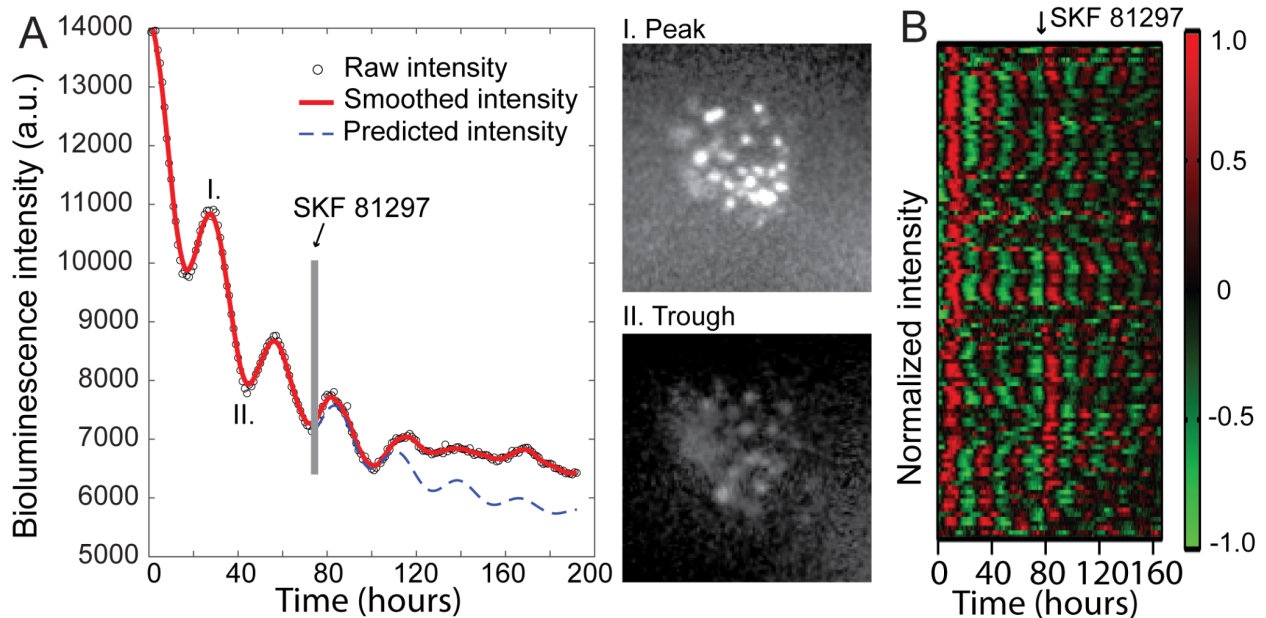 A
Bioluminescence intensity (a.u.)
14000
13000
12000
11000
10000
9000
8000
7000
6000
5000
Raw intensity
Smoothed intensity
Predicted intensity
I.
II.
SKF 81297
0 40 80 120 160 200
Time (hours)
I. Peak
II. Trough
B
SKF 81297
Normalized intensity
0 40 80 120 160
Time (hours)
1.0
0.5
0
-0.5
-1.0